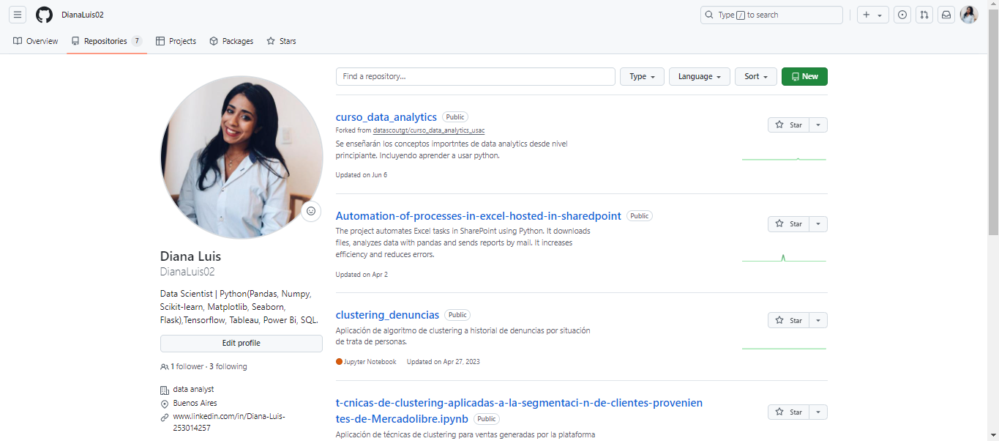 DianaLuis02
Type / to search
Overview
Repositories 7
Projects
Packages
Stars
Find a repository...
Type
Language
Sort
New
Diana Luis
DianaLuis02
Data Scientist | Python(Pandas, Numpy,
Scikit-learn, Matplotlib, Seaborn,
Flask),Tensorflow, Tableau, Power Bi, SQL.
Edit profile
1 follower · 3 following
data analyst
Buenos Aires
www.linkedin.com/in/Diana-Luis-
253014257
curso_data_analytics Public
Star
Forked from datascoutgt/curso_data_analytics_usac
Se enseñarán los conceptos importntes de data analytics desde nivel
principiante. Incluyendo aprender a usar python.
Updated on Jun 6
Automation-of-processes-in-excel-hosted-in-sharedpoint Public
Star
The project automates Excel tasks in SharePoint using Python. It downloads
files, analyzes data with pandas and sends reports by mail. It increases
efficiency and reduces errors.
Updated on Apr 2
clustering_denuncias Public
Star
Aplicación de algoritmo de clustering a historial de denuncias por situación
de trata de personas.
Jupyter Notebook Updated on Apr 27, 2023
t-cnicas-de-clustering-aplicadas-a-la-segmentaci-n-de-clientes-provenien
tes-de-Mercadolibre.ipynb Public
Star
Aplicación de técnicas de clustering para ventas generadas por la plataforma